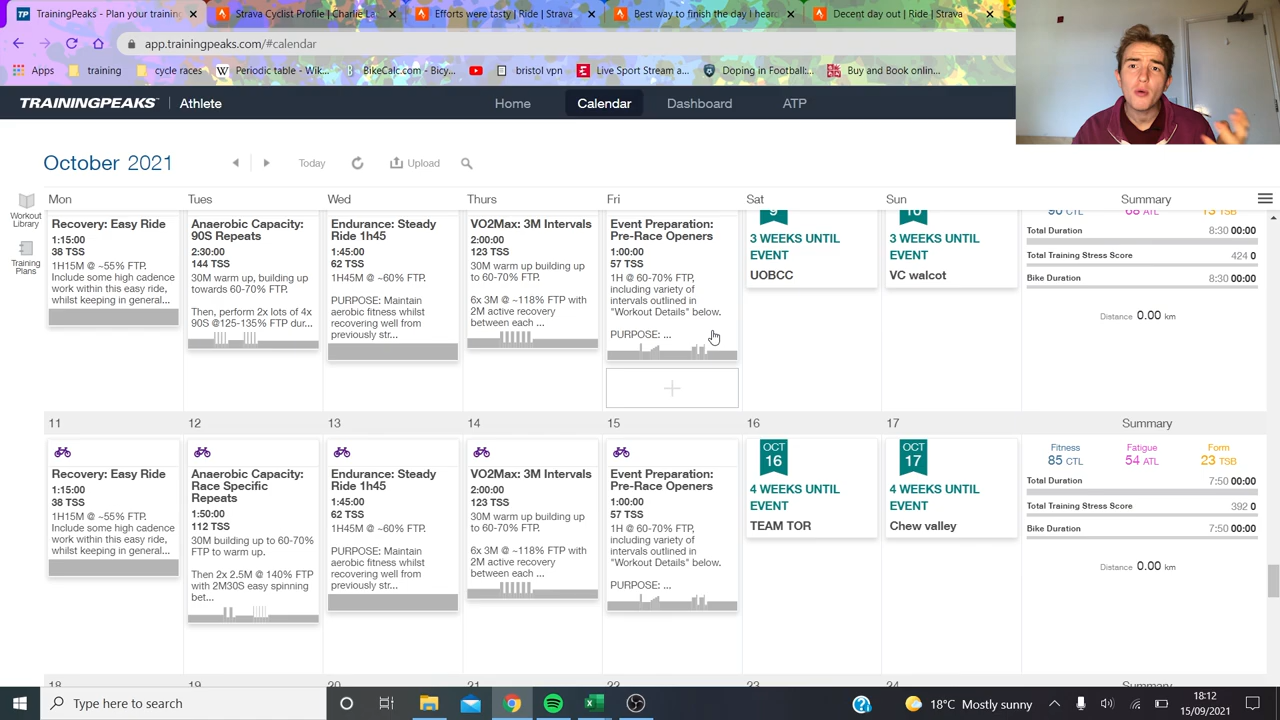 TrainingPeaks - Plan your training
Strava Cyclist Profile | Charlie La
Efforts were tasty | Ride | Strava
Best way to finish the day I heard
Decent day out | Ride | Strava
app.trainingpeaks.com/#calendar
Apps
training
cycle races
Periodic table - Wik...
BikeCalc.com - Bicy...
bristol vpn
Live Sport Stream a...
Doping in Football:...
Buy and Book onlin...
TRAININGPEAKS Athlete
Home
Calendar
Dashboard
ATP
October 2021
Today
Upload
Workout
Library
Training
Plans
Mon
Tues
Wed
Thurs
Fri
Sat
Sun
Summary
Recovery: Easy Ride
1:15:00
38 TSS
1H15M @ ~55% FTP.
Include some high cadence
work within this easy ride,
whilst keeping in general...
Anaerobic Capacity:
90S Repeats
2:30:00
144 TSS
30M warm up, building up
towards 60-70% FTP.
Then, perform 2x lots of 4x
90S @125-135% FTP dur...
Endurance: Steady
Ride 1h45
1:45:00
62 TSS
1H45M @ ~60% FTP.
PURPOSE: Maintain
aerobic fitness whilst
recovering well from
previously str...
VO2Max: 3M Intervals
2:00:00
123 TSS
30M warm up building up
to 60-70% FTP.
6x 3M @ ~118% FTP with
2M active recovery
between each ...
Event Preparation:
Pre-Race Openers
1:00:00
57 TSS
1H @ 60-70% FTP,
including variety of
intervals outlined in
"Workout Details" below.
PURPOSE: ...
9
3 WEEKS UNTIL
EVENT
UOBCC
10
3 WEEKS UNTIL
EVENT
VC walcot
90 CTL
68 ATL
13 TSB
Total Duration 8:30 00:00
Total Training Stress Score 424 0
Bike Duration 8:30 00:00
Distance 0.00 km
11
12
13
14
15
16
17
Summary
Recovery: Easy Ride
1:15:00
38 TSS
1H15M @ ~55% FTP.
Include some high cadence
work within this easy ride,
whilst keeping in general...
Anaerobic Capacity:
Race Specific
Repeats
1:50:00
112 TSS
30M building up to 60-70%
FTP to warm up.
Then 2x 2.5M @ 140% FTP
with 2M30S easy spinning
bet...
Endurance: Steady
Ride 1h45
1:45:00
62 TSS
1H45M @ ~60% FTP.
PURPOSE: Maintain
aerobic fitness whilst
recovering well from
previously str...
VO2Max: 3M Intervals
2:00:00
123 TSS
30M warm up building up
to 60-70% FTP.
6x 3M @ ~118% FTP with
2M active recovery
between each ...
Event Preparation:
Pre-Race Openers
1:00:00
57 TSS
1H @ 60-70% FTP,
including variety of
intervals outlined in
"Workout Details" below.
PURPOSE: ...
OCT
16
4 WEEKS UNTIL
EVENT
TEAM TOR
OCT
17
4 WEEKS UNTIL
EVENT
Chew valley
Fitness
85 CTL
Fatigue
54 ATL
Form
23 TSB
Total Duration 7:50 00:00
Total Training Stress Score 392 0
Bike Duration 7:50 00:00
Distance 0.00 km
18
19
20
21
22
23
24
Summary
Type here to search
18°C Mostly sunny
18:12
15/09/2021